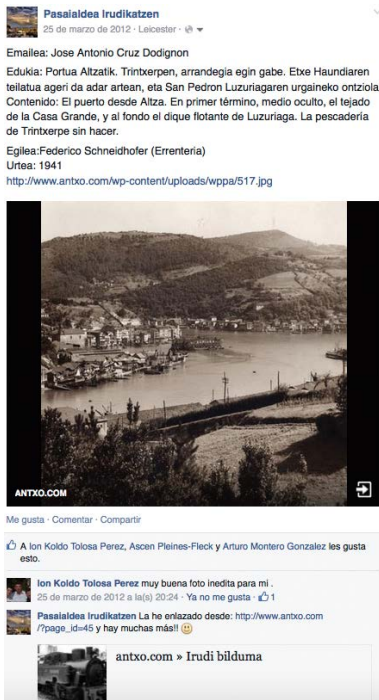 Pasaialdea Irudikatzen
25 de marzo de 2012 · Leicester ·
Emailea: Jose Antonio Cruz Dodignon
Edukia: Portua Altzatik. Trintxerpen, arrandegia egin gabe. Etxe Haundiaren
teilatua ageri da adar artean, eta San Pedron Luzuriagaren urgaineko ontziola
Contenido: El puerto desde Altza. En primer término, medio oculto, el tejado
de la Casa Grande, y al fondo el dique flotante de Luzuriaga. La pescadería
de Trintxerpe sin hacer.
Egilea:Federico Schneidhofer (Errenteria)
Urtea: 1941
http://www.antxo.com/wp-content/uploads/wppa/517.jpg
ANTXO.COM
Me gusta · Comentar · Compartir
A Ion Koldo Tolosa Perez, Ascen Pleines-Fleck y Arturo Montero Gonzalez les gusta
esto.
Ion Koldo Tolosa Perez muy buena foto inedita para mi .
25 de marzo de 2012 a la(s) 20:24 · Ya no me gusta · 1
Pasaialdea Irudikatzen La he enlazado desde: http://www.antxo.com
/?page_id=45 y hay muchas más!!
antxo.com » Irudi bilduma